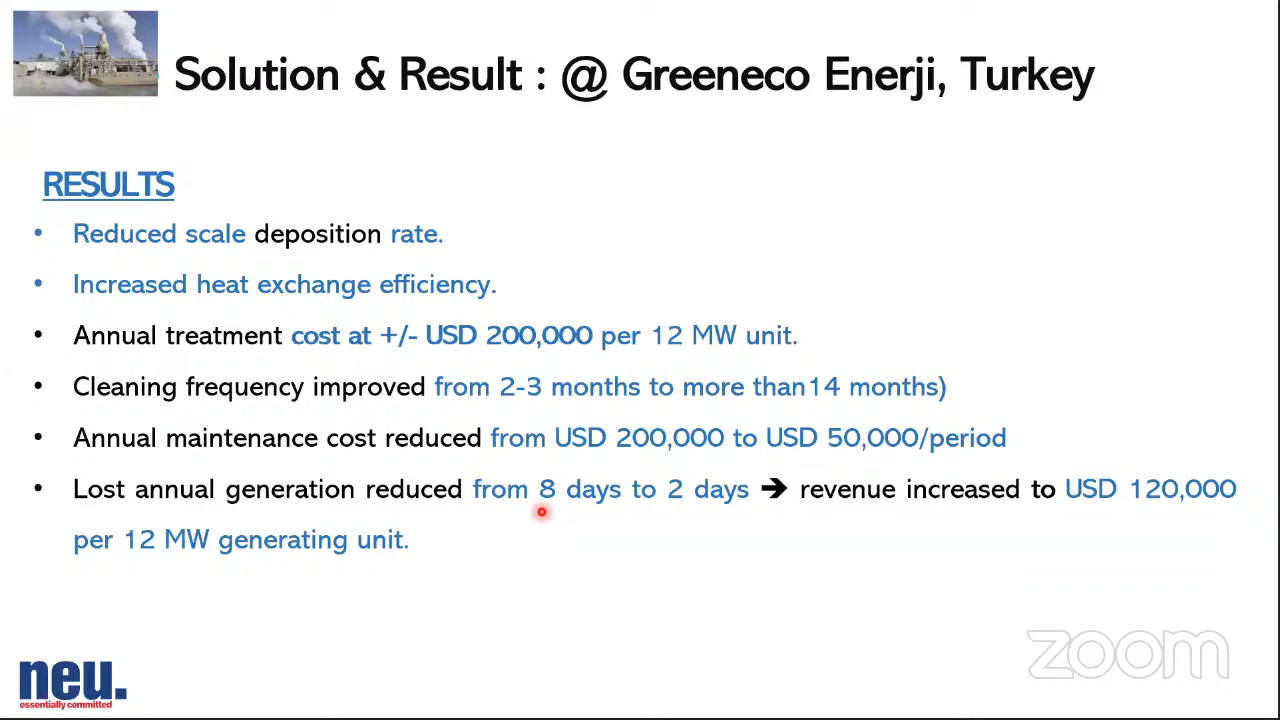 Solution & Result : @ Greeneco Enerji, Turkey
RESULTS
• Reduced scale deposition rate.
• Increased heat exchange efficiency.
• Annual treatment cost at +/- USD 200,000 per 12 MW unit.
• Cleaning frequency improved from 2-3 months to more than14 months)
• Annual maintenance cost reduced from USD 200,000 to USD 50,000/period
• Lost annual generation reduced from 8 days to 2 days ➔ revenue increased to USD 120,000
per 12 MW generating unit.
zoom
neu.
essentially committed